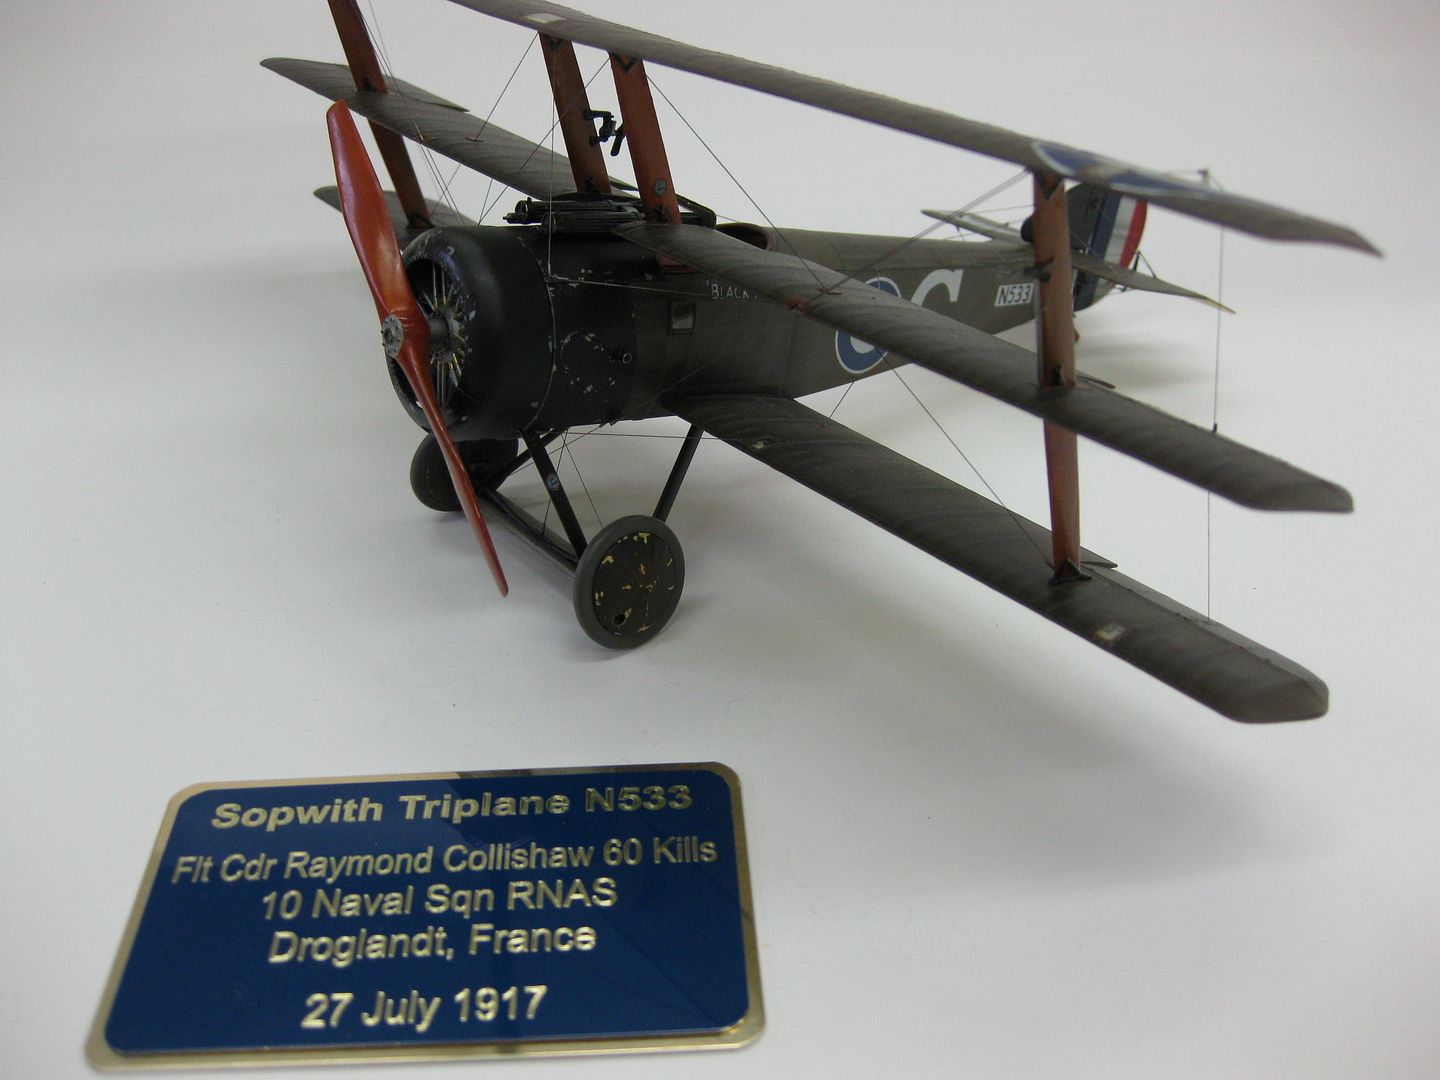 'BLACK
C
N533
Sopwith Triplane N533
Flt Cdr Raymond Collishaw 60 Kills
10 Naval Sqn RNAS
Droglandt, France
27 July 1917